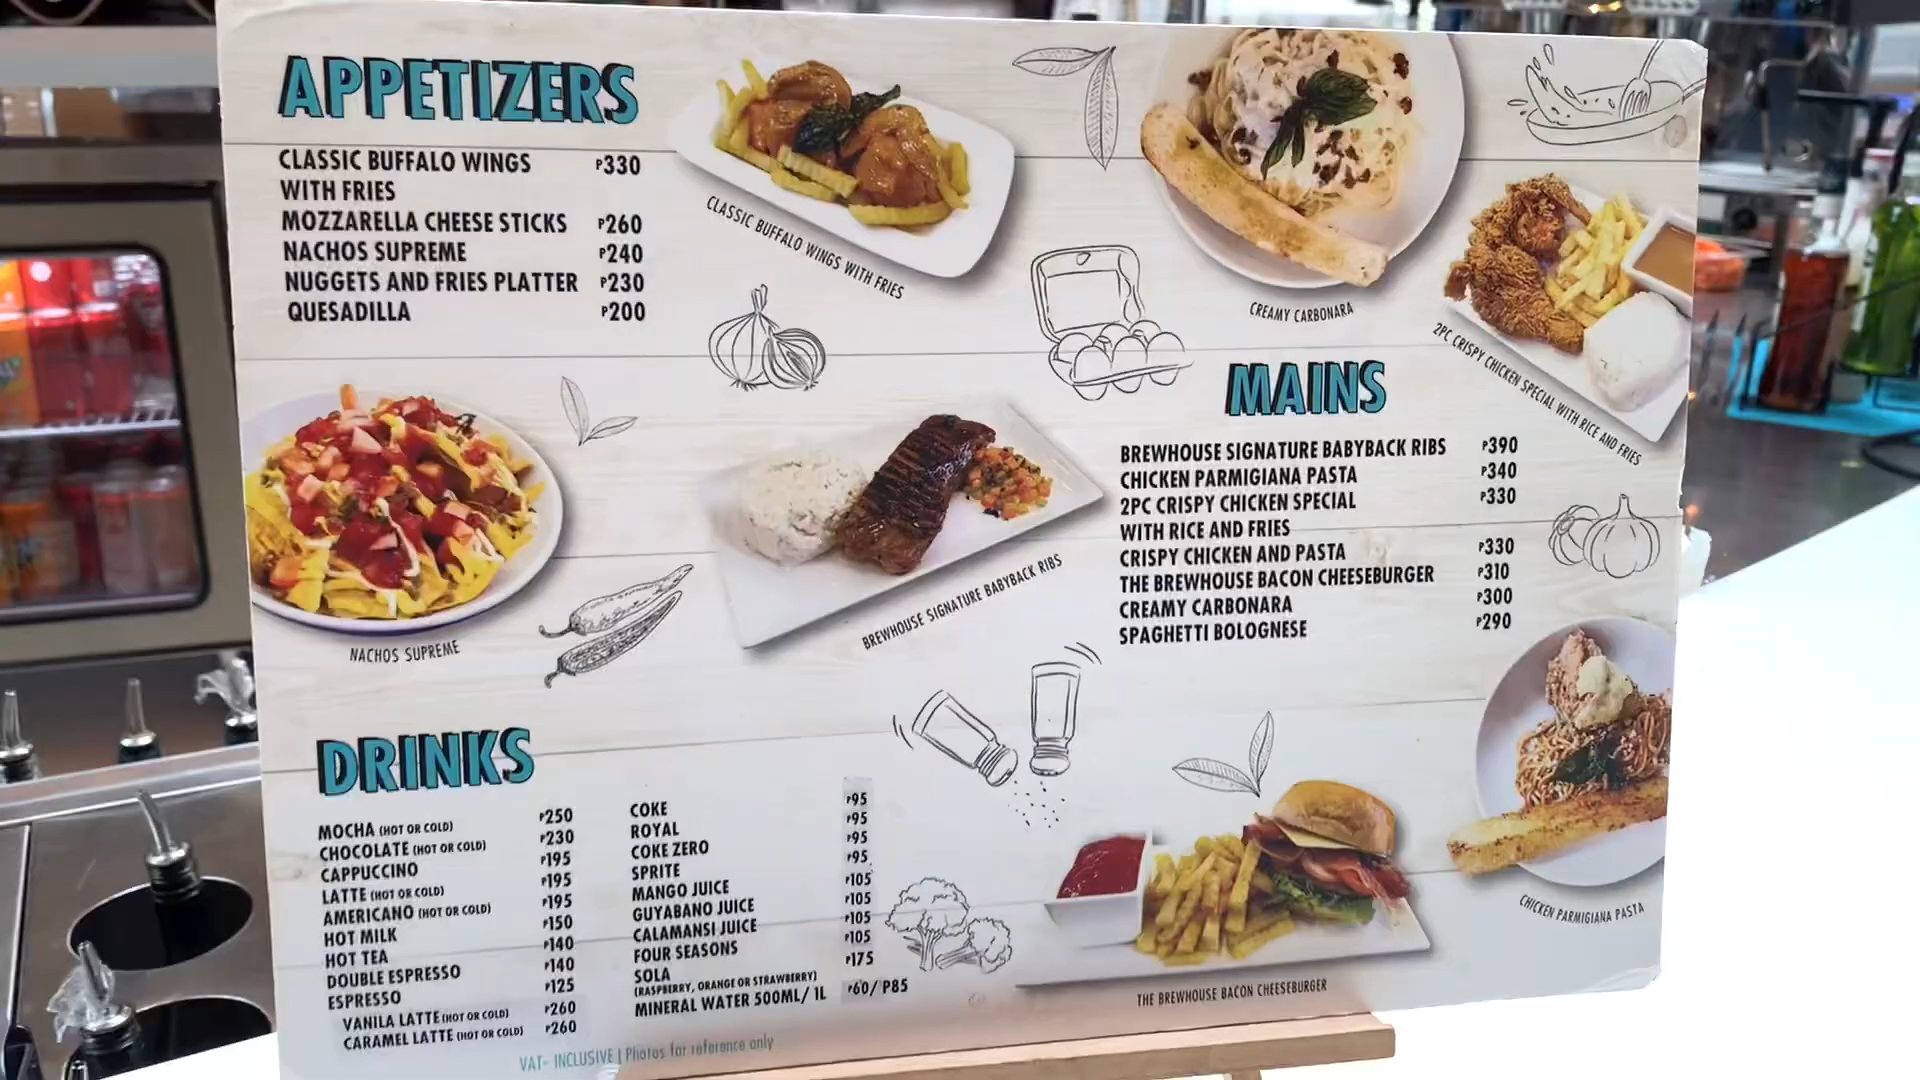 APPETIZERS
CLASSIC BUFFALO WINGS ₱330
WITH FRIES
MOZZARELLA CHEESE STICKS ₱260
NACHOS SUPREME ₱240
NUGGETS AND FRIES PLATTER ₱230
QUESADILLA ₱200
CLASSIC BUFFALO WINGS WITH FRIES
CREAMY CARBONARA
2PC CRISPY CHICKEN SPECIAL WITH RICE AND FRIES
NACHOS SUPREME
BREWHOUSE SIGNATURE BABYBACK RIBS
MAINS
BREWHOUSE SIGNATURE BABYBACK RIBS ₱390
CHICKEN PARMIGIANA PASTA ₱340
2PC CRISPY CHICKEN SPECIAL ₱330
WITH RICE AND FRIES
CRISPY CHICKEN AND PASTA ₱330
THE BREWHOUSE BACON CHEESEBURGER ₱310
CREAMY CARBONARA ₱300
SPAGHETTI BOLOGNESE ₱290
DRINKS
MOCHA (HOT OR COLD) ₱250
CHOCOLATE (HOT OR COLD) ₱230
CAPPUCCINO ₱195
LATTE (HOT OR COLD) ₱195
AMERICANO (HOT OR COLD) ₱195
HOT MILK ₱150
HOT TEA ₱140
DOUBLE ESPRESSO ₱140
ESPRESSO ₱125
VANILA LATTE (HOT OR COLD) ₱260
CARAMEL LATTE (HOT OR COLD) ₱260
COKE ₱95
ROYAL ₱95
COKE ZERO ₱95
SPRITE ₱95
MANGO JUICE ₱105
GUYABANO JUICE ₱105
CALAMANSI JUICE ₱105
FOUR SEASONS ₱105
SOLA ₱175
(RASPBERRY, ORANGE OR STRAWBERRY)
MINERAL WATER 500ML/ 1L ₱60/ P85
THE BREWHOUSE BACON CHEESEBURGER
CHICKEN PARMIGIANA PASTA
VAT- INCLUSIVE | Photos for reference only